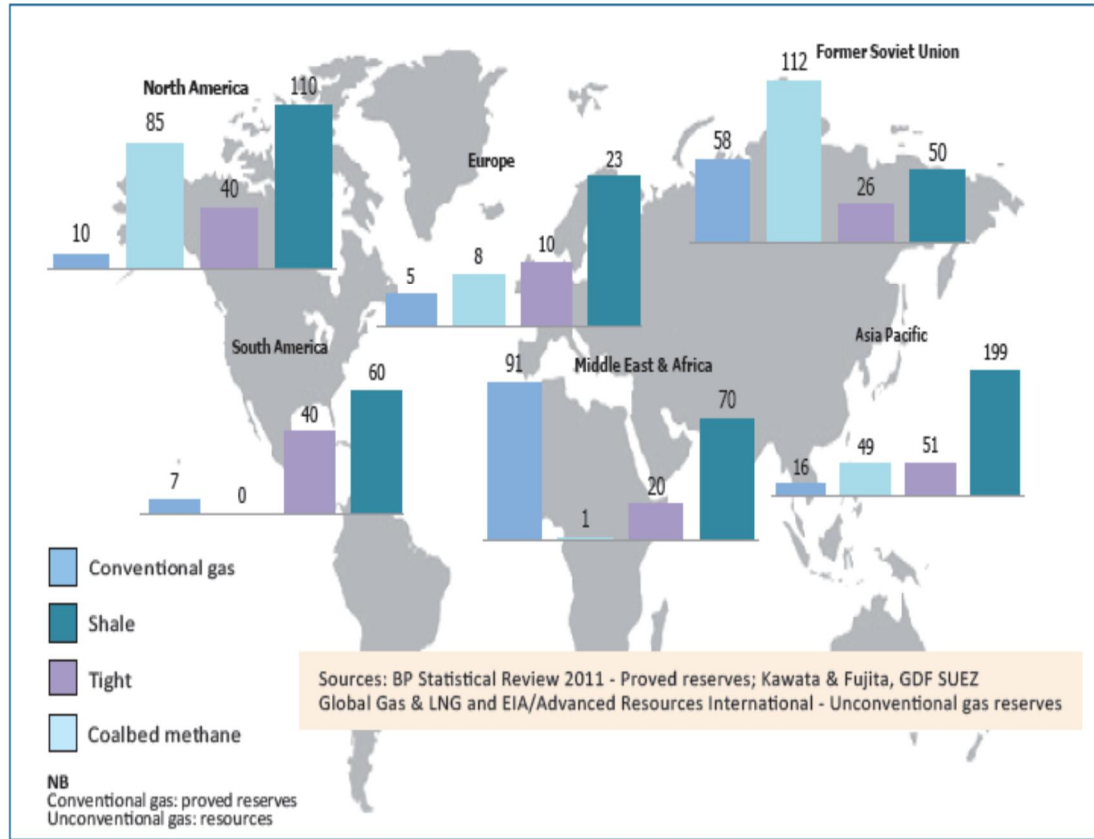 North America
10
85
40
110
Europe
5
8
10
23
Former Soviet Union
58
112
26
50
South America
7
0
40
60
Middle East & Africa
91
1
20
70
Asia Pacific
16
49
51
199
Conventional gas
Shale
Tight
Coalbed methane
NB
Conventional gas: proved reserves
Unconventional gas: resources
Sources: BP Statistical Review 2011 - Proved reserves; Kawata & Fujita, GDF SUEZ
Global Gas & LNG and EIA/Advanced Resources International - Unconventional gas reserves